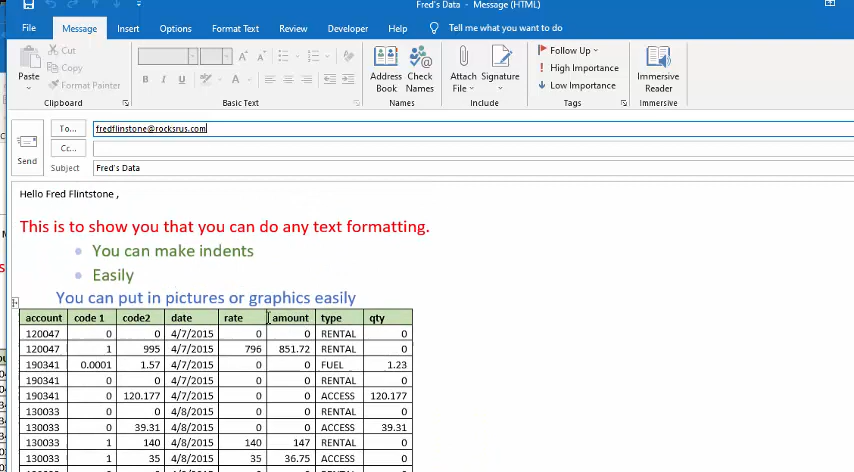 Fred's Data - Message (HTML)
File Message Insert Options Format Text Review Developer Help Tell me what you want to do
Paste
Cut
Copy
Format Painter
Clipboard
B I U
Basic Text
Address Book
Check Names
Names
Attach File
Signature
Include
Follow Up
High Importance
Low Importance
Tags
Immersive Reader
Immersive
Send
To... fredflinstone@rocksrus.com
Cc...
Subject Fred's Data
Hello Fred Flintstone ,
This is to show you that you can do any text formatting.
You can make indents
Easily
You can put in pictures or graphics easily
account code 1 code2 date rate amount type qty
120047 0 0 4/7/2015 0 0 RENTAL 0
120047 1 995 4/7/2015 796 851.72 RENTAL 0
190341 0.0001 1.57 4/7/2015 0 0 FUEL 1.23
190341 0 0 4/7/2015 0 0 RENTAL 0
190341 0 120.177 4/7/2015 0 0 ACCESS 120.177
130033 0 0 4/8/2015 0 0 RENTAL 0
130033 0 39.31 4/8/2015 0 0 ACCESS 39.31
130033 1 140 4/8/2015 140 147 RENTAL 0
130033 1 35 4/8/2015 35 36.75 ACCESS 0